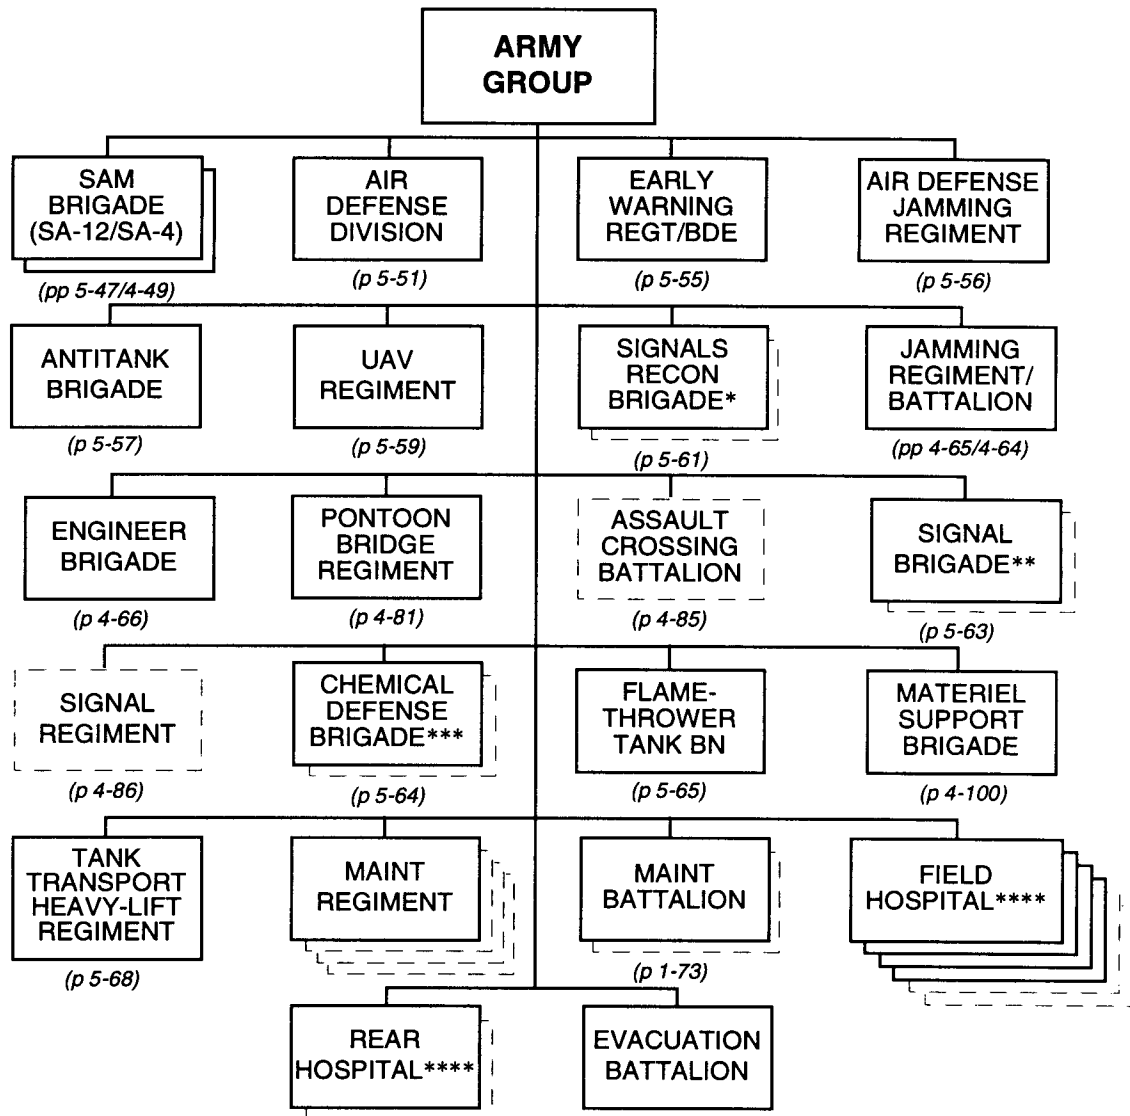 ARMY
GROUP
SAM
BRIGADE
(SA-12/SA-4)
(pp 5-47/4-49)
AIR
DEFENSE
DIVISION
(p 5-51)
EARLY
WARNING
REGT/BDE
(p 5-55)
AIR DEFENSE
JAMMING
REGIMENT
(p 5-56)
ANTITANK
BRIGADE
(p 5-57)
UAV
REGIMENT
(p 5-59)
SIGNALS
RECON
BRIGADE*
(p 5-61)
JAMMING
REGIMENT/
BATTALION
(pp 4-65/4-64)
ENGINEER
BRIGADE
(p 4-66)
PONTOON
BRIDGE
REGIMENT
(p 4-81)
ASSAULT
CROSSING
BATTALION
(p 4-85)
SIGNAL
BRIGADE**
(p 5-63)
SIGNAL
REGIMENT
(p 4-86)
CHEMICAL
DEFENSE
BRIGADE***
(p 5-64)
FLAME-
THROWER
TANK BN
(p 5-65)
MATERIEL
SUPPORT
BRIGADE
(p 4-100)
TANK
TRANSPORT
HEAVY-LIFT
REGIMENT
(p 5-68)
MAINT
REGIMENT
MAINT
BATTALION
(p 1-73)
FIELD
HOSPITAL****
REAR
HOSPITAL****
EVACUATION
BATTALION